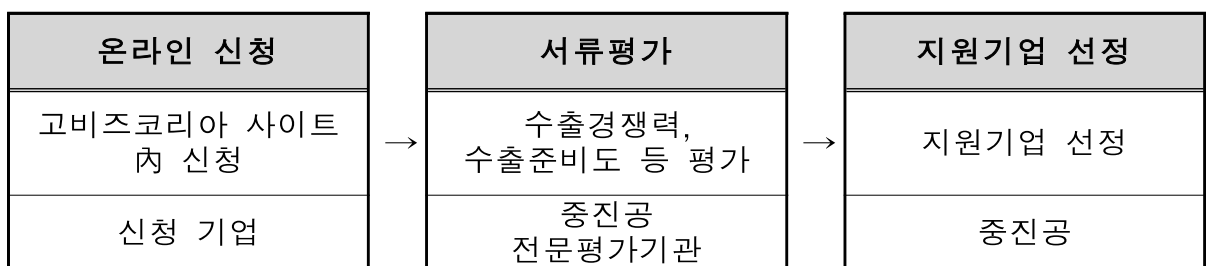 온라인 신청
고비즈코리아 사이트
內 신청
신청 기업
→
서류평가
수출경쟁력,
수출준비도 등 평가
중진공
전문평가기관
→
지원기업 선정
지원기업 선정
중진공